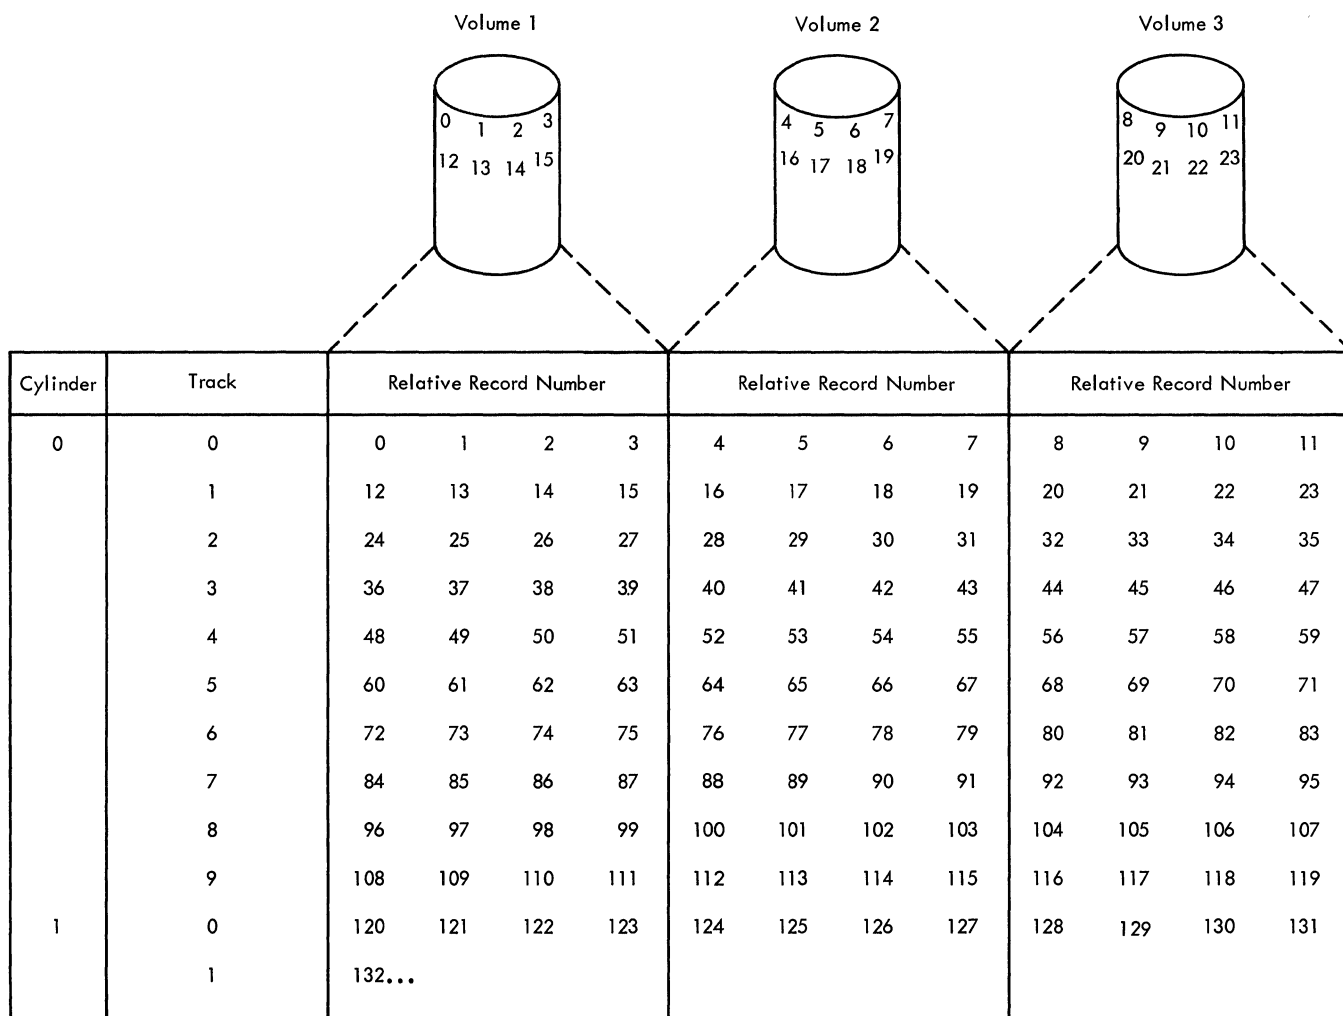 Volume 1 Volume 2 Volume 3
0 1 2 3 4 5 6 7 8 9 10 11
12 13 14 15 16 17 18 19 20 21 22 23
Cylinder Track Relative Record Number Relative Record Number Relative Record Number
0 0 0 1 2 3 4 5 6 7 8 9 10 11
1 12 13 14 15 16 17 18 19 20 21 22 23
2 24 25 26 27 28 29 30 31 32 33 34 35
3 36 37 38 39 40 41 42 43 44 45 46 47
4 48 49 50 51 52 53 54 55 56 57 58 59
5 60 61 62 63 64 65 66 67 68 69 70 71
6 72 73 74 75 76 77 78 79 80 81 82 83
7 84 85 86 87 88 89 90 91 92 93 94 95
8 96 97 98 99 100 101 102 103 104 105 106 107
9 108 109 110 111 112 113 114 115 116 117 118 119
1 0 120 121 122 123 124 125 126 127 128 129 130 131
1 132...